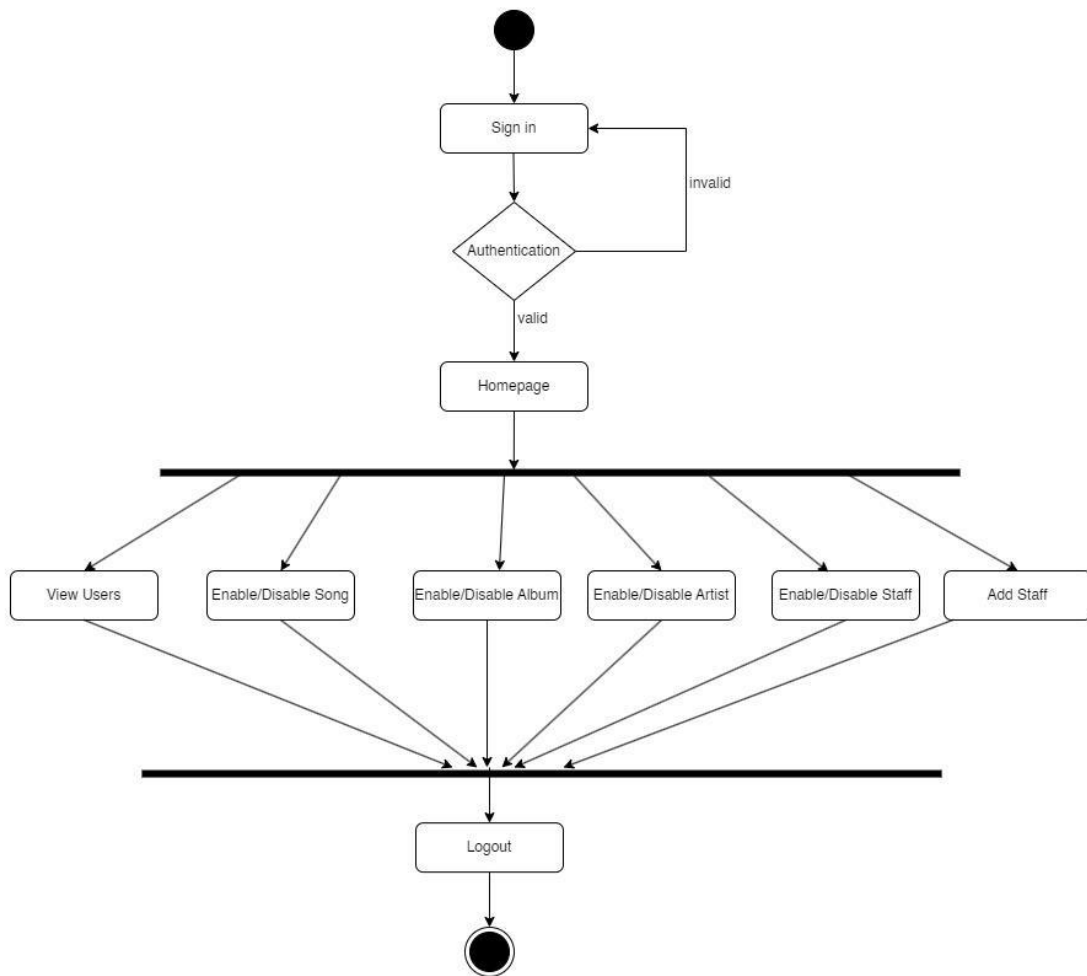 Sign in
invalid
Authentication
valid
Homepage
View Users
Enable/Disable Song
Enable/Disable Album
Enable/Disable Artist
Enable/Disable Staff
Add Staff
Logout